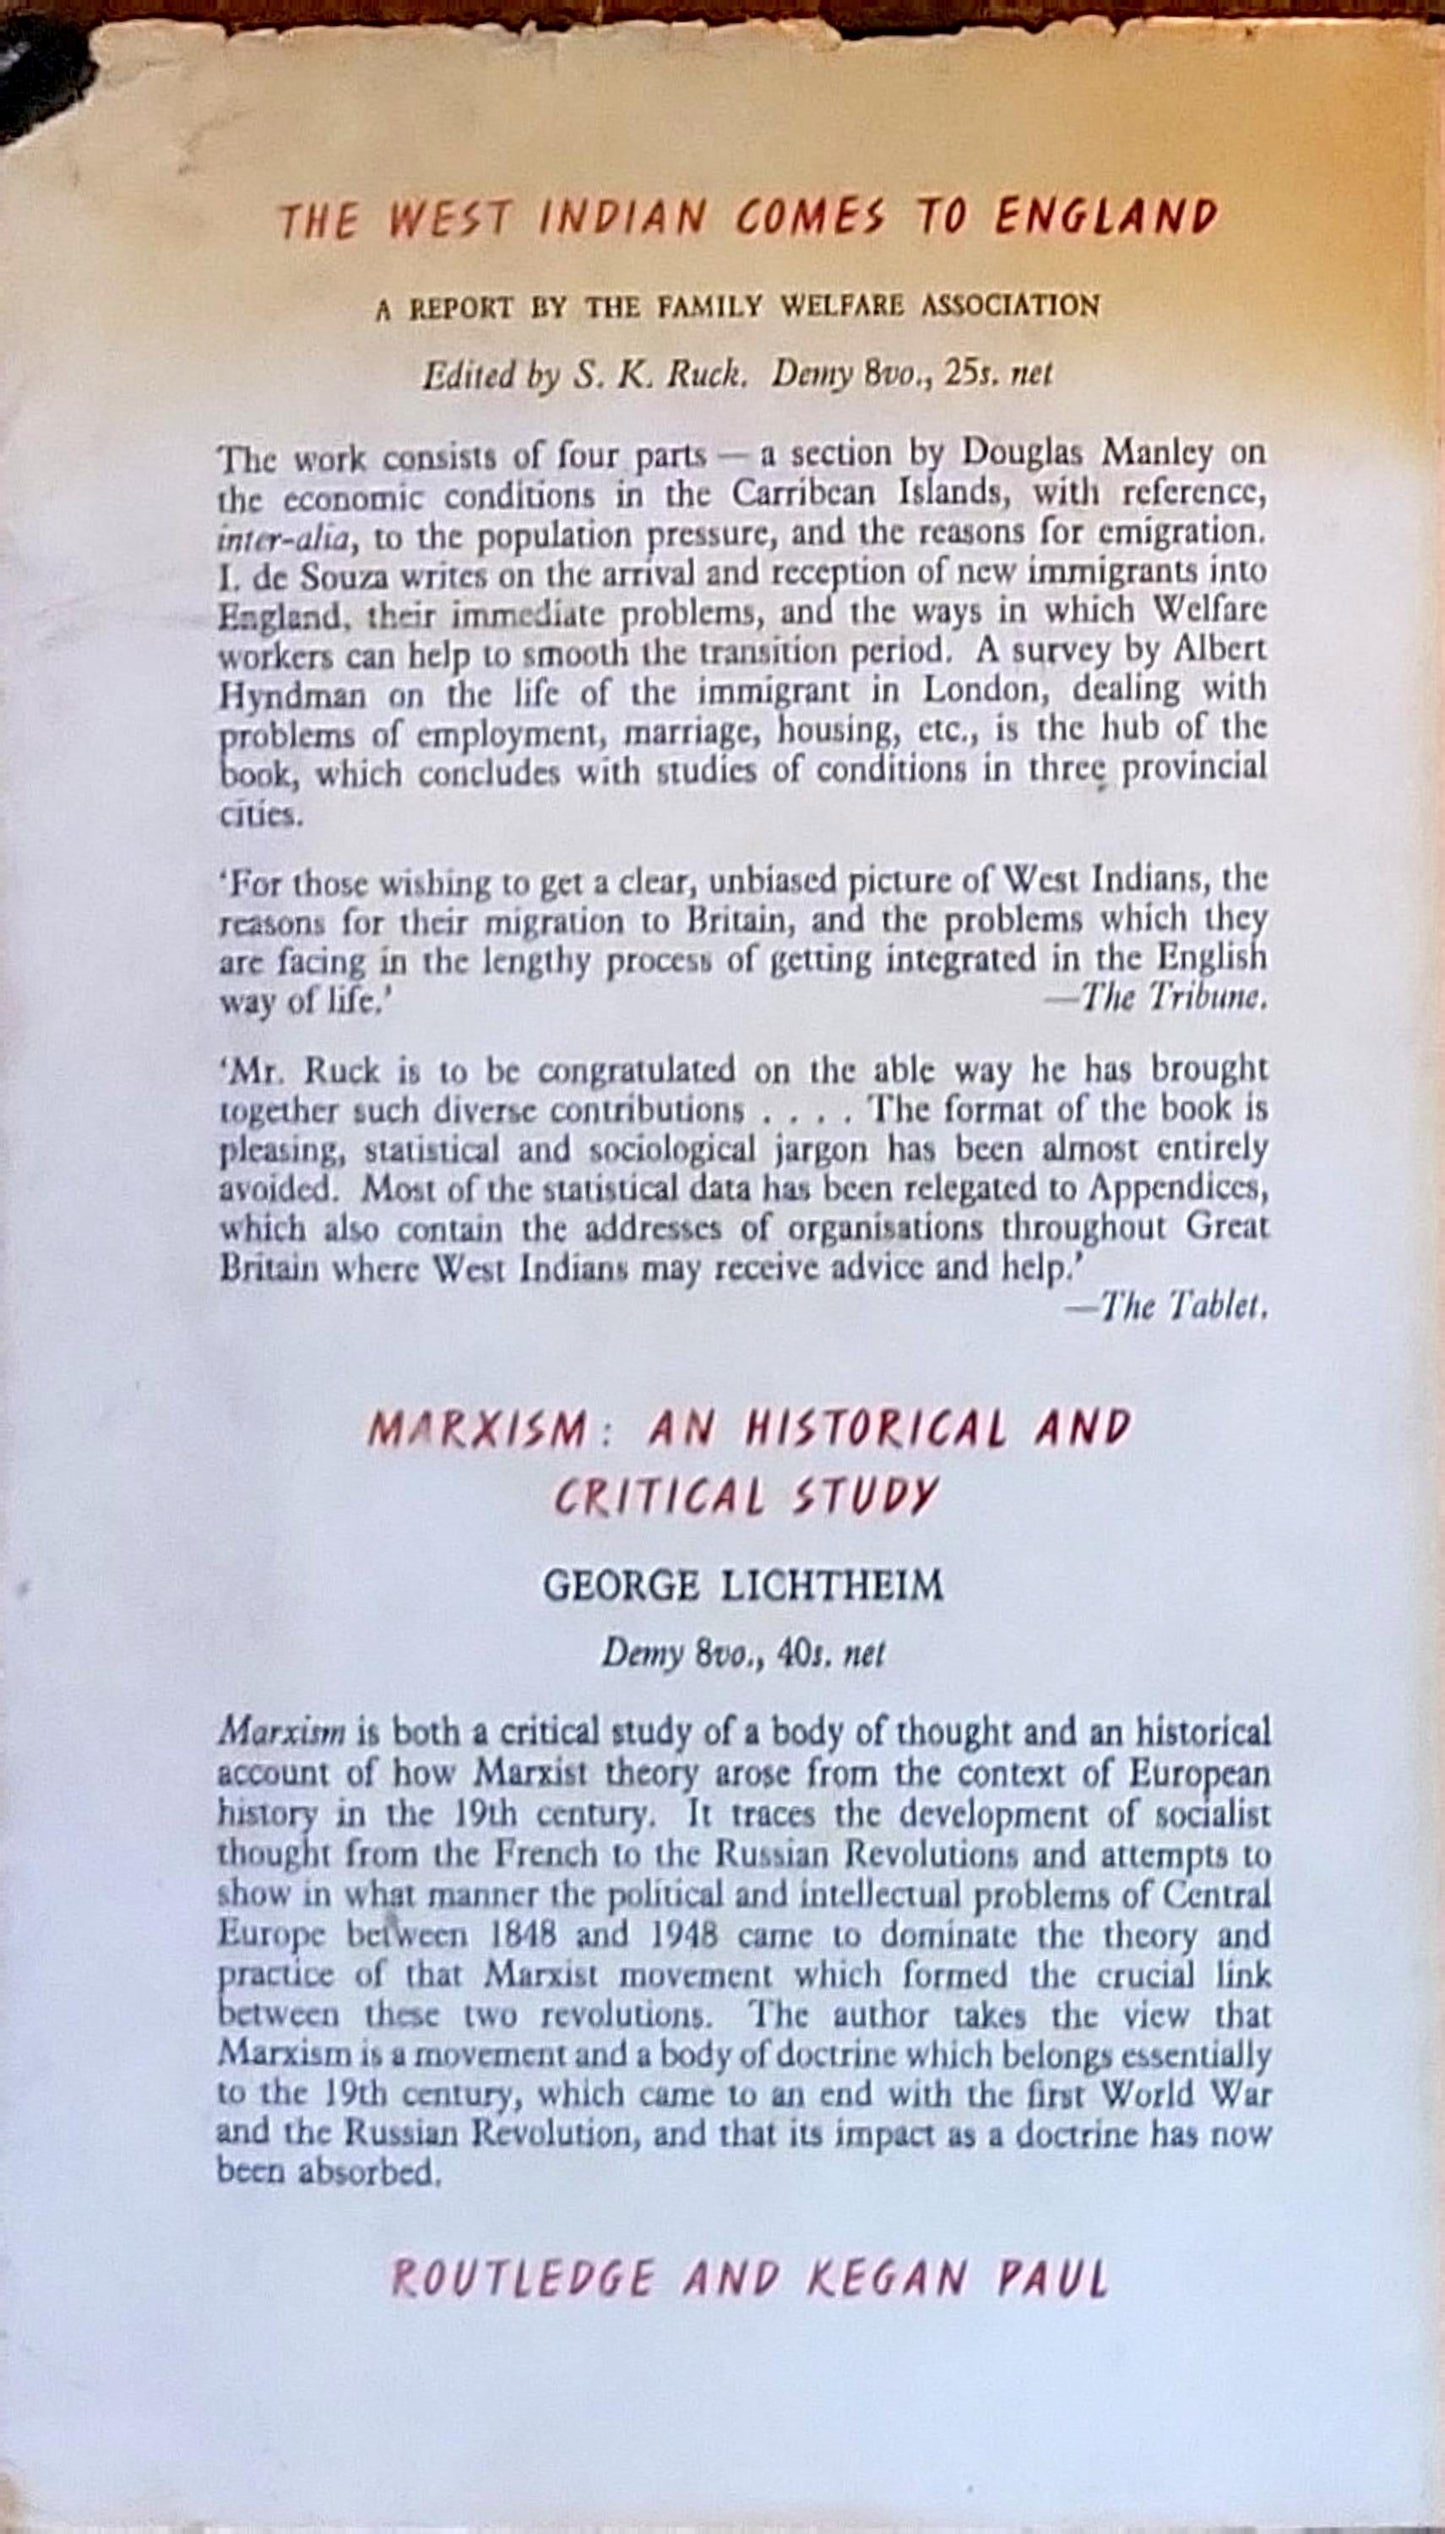 THE WEST INDIAN COMES TO ENGLAND
A REPORT BY THE FAMILY WELFARE ASSOCIATION
Edited by S. K. Ruck. Demy 8vo., 25s. net
The work consists of four parts — a section by Douglas Manley on
the economic conditions in the Carribean Islands, with reference,
inter-alia, to the population pressure, and the reasons for emigration.
I. de Souza writes on the arrival and reception of new immigrants into
England, their immediate problems, and the ways in which Welfare
workers can help to smooth the transition period. A survey by Albert
Hyndman on the life of the immigrant in London, dealing with
problems of employment, marriage, housing, etc., is the hub of the
book, which concludes with studies of conditions in three provincial
cities.
‘For those wishing to get a clear, unbiased picture of West Indians, the
reasons for their migration to Britain, and the problems which they
are facing in the lengthy process of getting integrated in the English
way of life.’ —The Tribune.
‘Mr. Ruck is to be congratulated on the able way he has brought
together such diverse contributions . . . . The format of the book is
pleasing, statistical and sociological jargon has been almost entirely
avoided. Most of the statistical data has been relegated to Appendices,
which also contain the addresses of organisations throughout Great
Britain where West Indians may receive advice and help.’
—The Tablet.
MARXISM: AN HISTORICAL AND
CRITICAL STUDY
GEORGE LICHTHEIM
Demy 8vo., 40s. net
Marxism is both a critical study of a body of thought and an historical
account of how Marxist theory arose from the context of European
history in the 19th century. It traces the development of socialist
thought from the French to the Russian Revolutions and attempts to
show in what manner the political and intellectual problems of Central
Europe between 1848 and 1948 came to dominate the theory and
practice of that Marxist movement which formed the crucial link
between these two revolutions. The author takes the view that
Marxism is a movement and a body of doctrine which belongs essentially
to the 19th century, which came to an end with the first World War
and the Russian Revolution, and that its impact as a doctrine has now
been absorbed.
ROUTLEDGE AND KEGAN PAUL